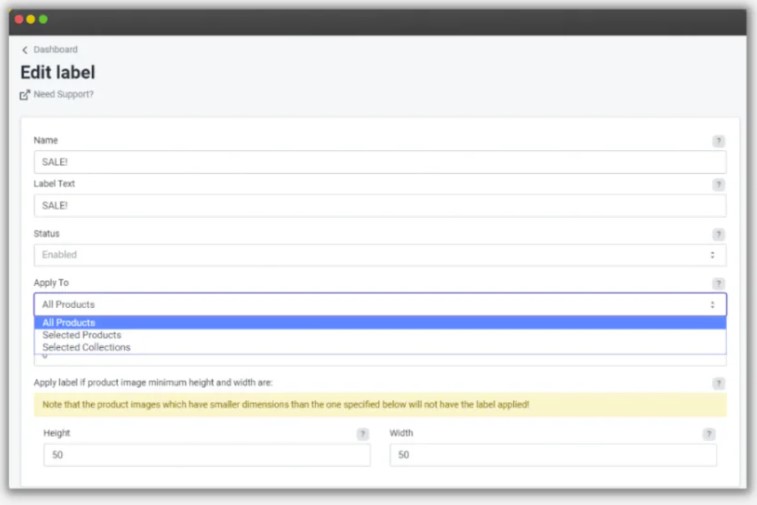 Dashboard
Edit label
Need Support?
Name ?
SALE!
Label Text ?
SALE!
Status ?
Enabled
Apply To ?
All Products
All Products
Selected Products
Selected Collections
Apply label if product image minimum height and width are: ?
Note that the product images which have smaller dimensions than the one specified below will not have the label applied!
Height ? Width ?
50 50